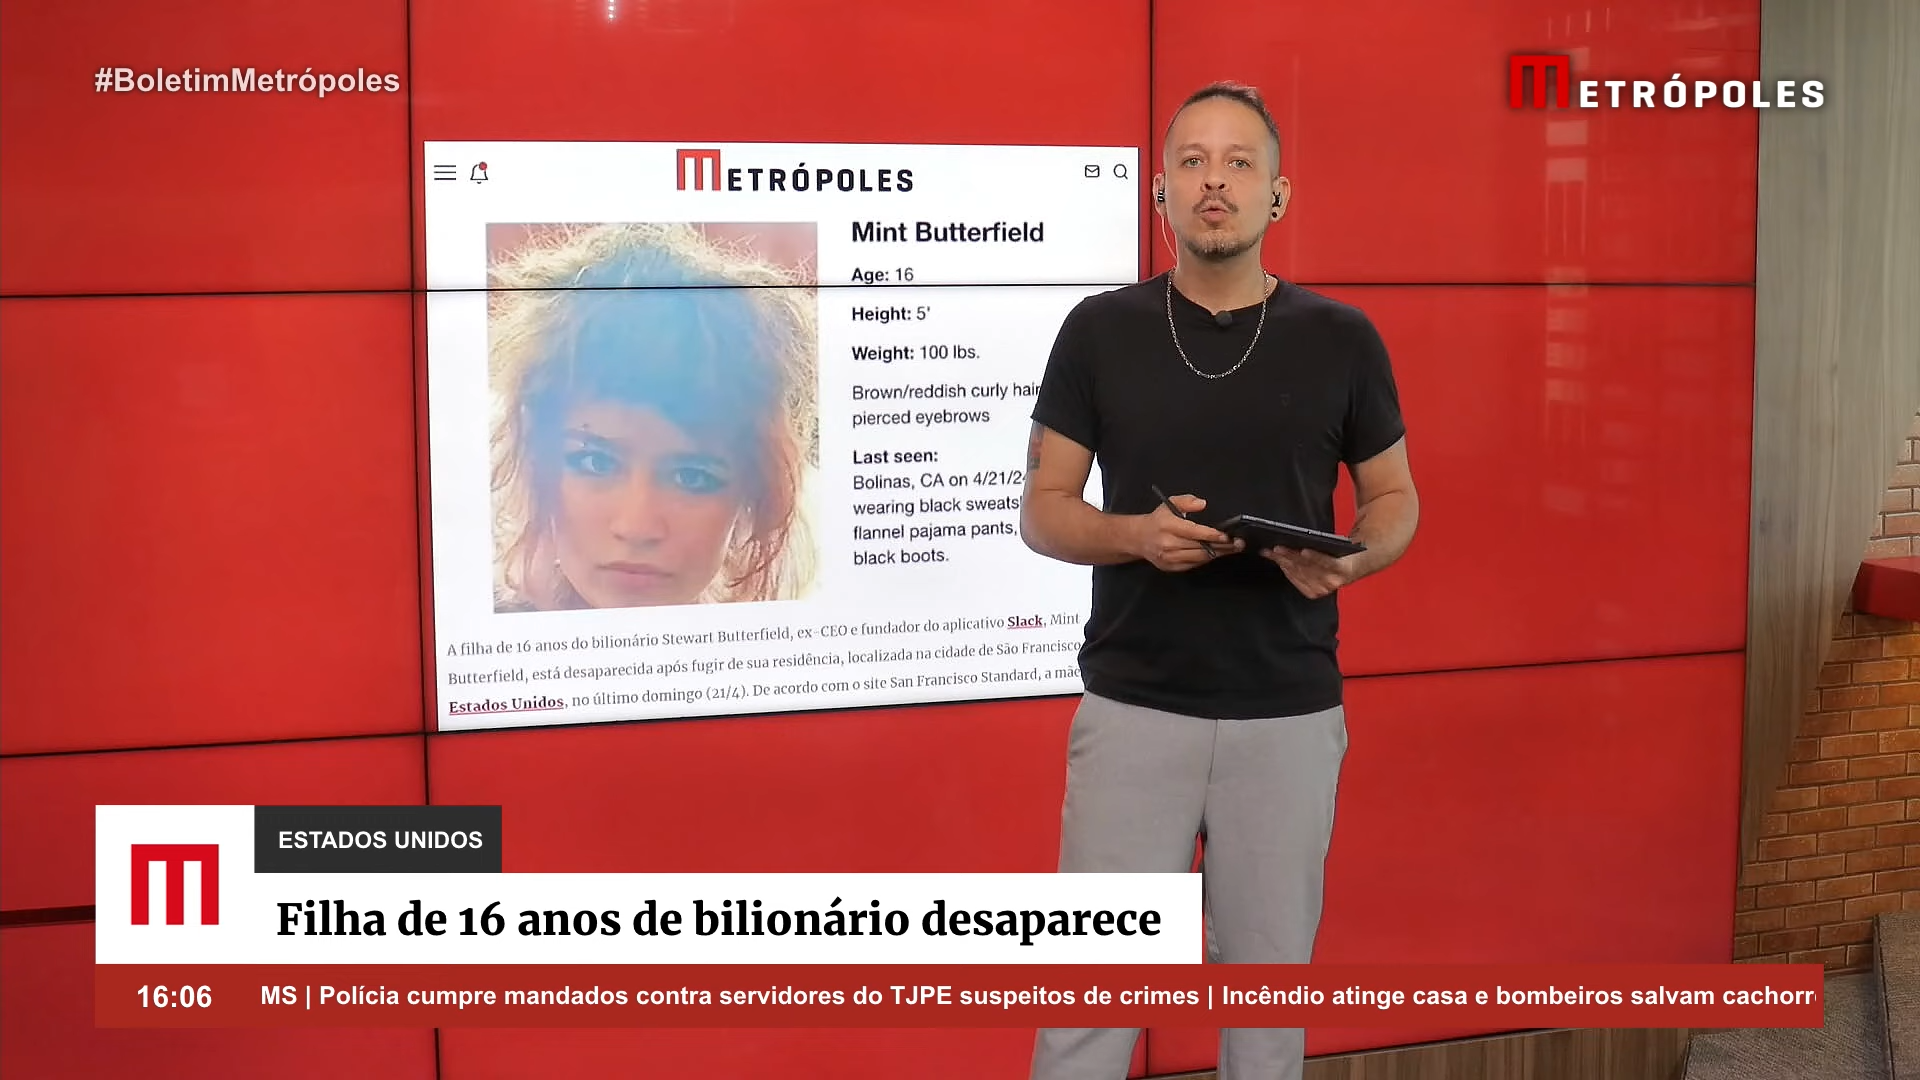 #BoletimMetrópoles
METRÓPOLES
METRÓPOLES
Mint Butterfield
Age: 16
Height: 5'
Weight: 100 lbs.
Brown/reddish curly hair
pierced eyebrows
Last seen:
Bolinas, CA on 4/21/24
wearing black sweats
flannel pajama pants,
black boots.
A filha de 16 anos do bilionário Stewart Butterfield, ex-CEO e fundador do aplicativo Slack, Mint
Butterfield, está desaparecida após fugir de sua residência, localizada na cidade de São Francisco
Estados Unidos, no último domingo (21/4). De acordo com o site San Francisco Standard, a mãe
M
ESTADOS UNIDOS
Filha de 16 anos de bilionário desaparece
16:06
MS | Polícia cumpre mandados contra servidores do TJPE suspeitos de crimes | Incêndio atinge casa e bombeiros salvam cachorr